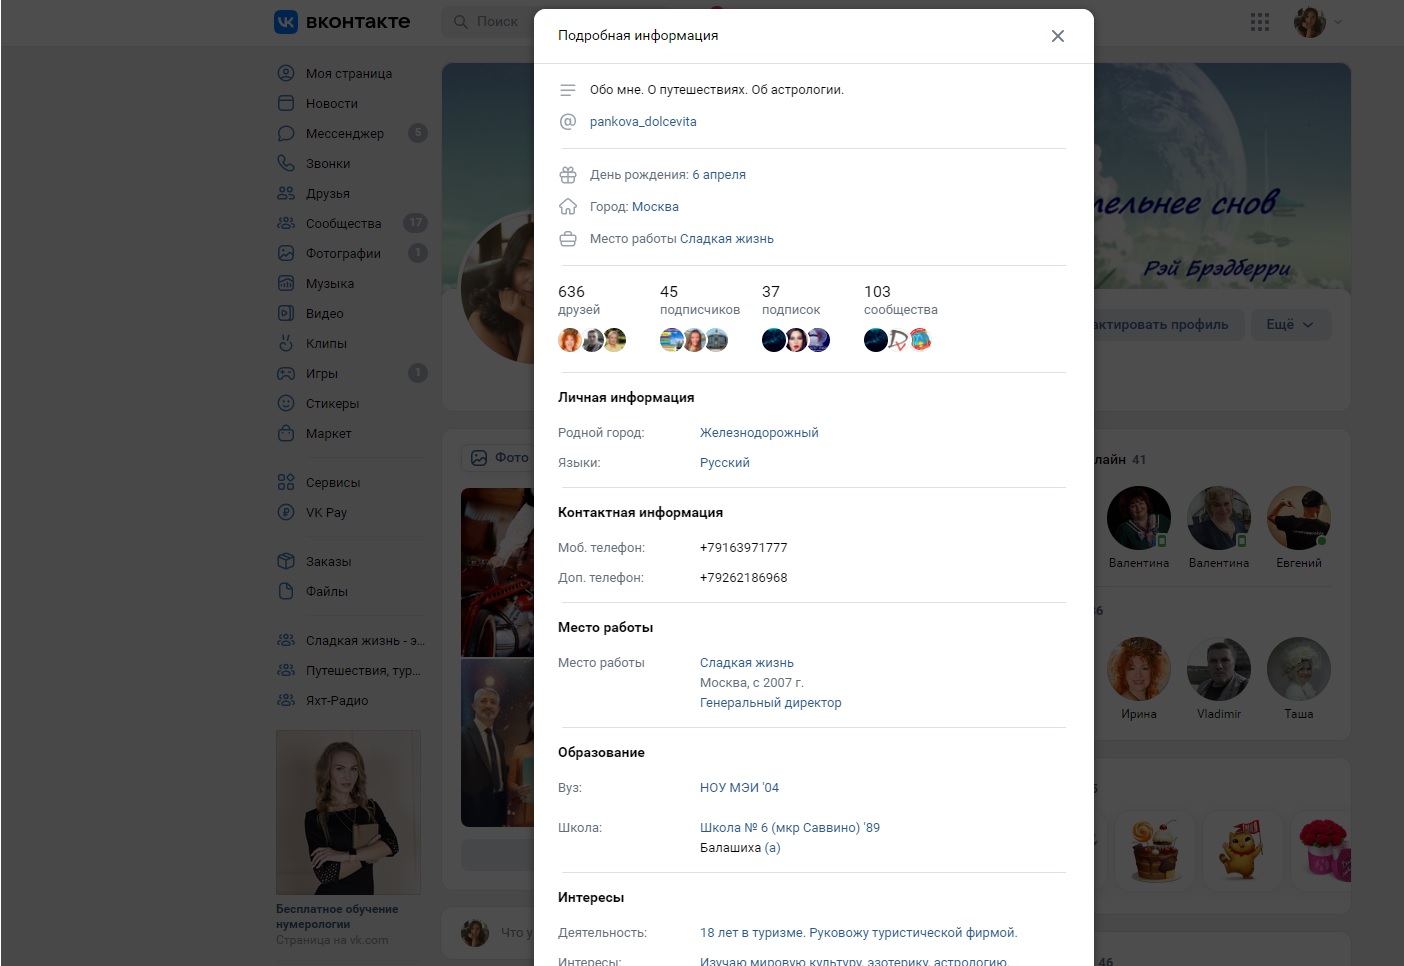 вконтакте
Поиск
Моя страница
Новости
Мессенджер 5
Звонки
Друзья
Сообщества 17
Фотографии 1
Музыка
Видео
Клипы
Игры 1
Стикеры
Маркет
Сервисы
VK Pay
Заказы
Файлы
Сладкая жизнь - э...
Путешествия, тур...
Яхт-Радио
Бесплатное обучение
нумерологии
Страница на vk.com
Фото
Что у
Подробная информация
Обо мне. О путешествиях. Об астрологии.
pankova_dolcevita
День рождения: 6 апреля
Город: Москва
Место работы Сладкая жизнь
636 45 37 103
друзей подписчиков подписок сообщества
Личная информация
Родной город: Железнодорожный
Языки: Русский
Контактная информация
Моб. телефон: +79163971777
Доп. телефон: +79262186968
Место работы
Место работы Сладкая жизнь
Москва, с 2007 г.
Генеральный директор
Образование
Вуз: НОУ МЭИ '04
Школа: Школа № 6 (мкр Саввино) '89
Балашиха (а)
Интересы
Деятельность: 18 лет в туризме. Руковожу туристической фирмой.
Интересы: Изучаю мировую культуру, эзотерику, астрологию.
тельнее снов
Рэй Брэдберри
актировать профиль Ещё
лайн 41
Валентина Валентина Евгений
Ирина Vladimir Таша
46